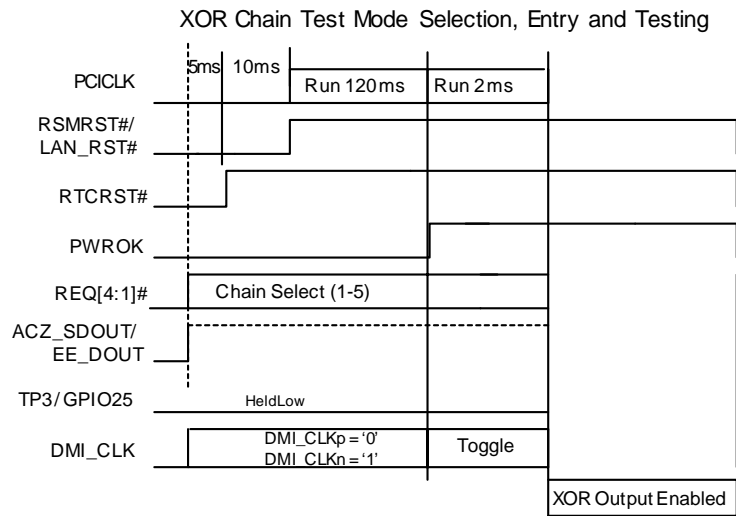 XOR Chain Test Mode Selection, Entry and Testing
5ms 10ms
PCICLK
Run 120ms
Run 2ms
RSMRST#/
LAN_RST#
RTCRST#
PWROK
REQ[4:1]#
Chain Select (1-5)
ACZ_SDOUT/
EE_DOUT
TP3/GPIO25
HeldLow
DMI_CLK
DMI_CLKp = ‘0’
DMI_CLKn = ‘1’
Toggle
XOR Output Enabled